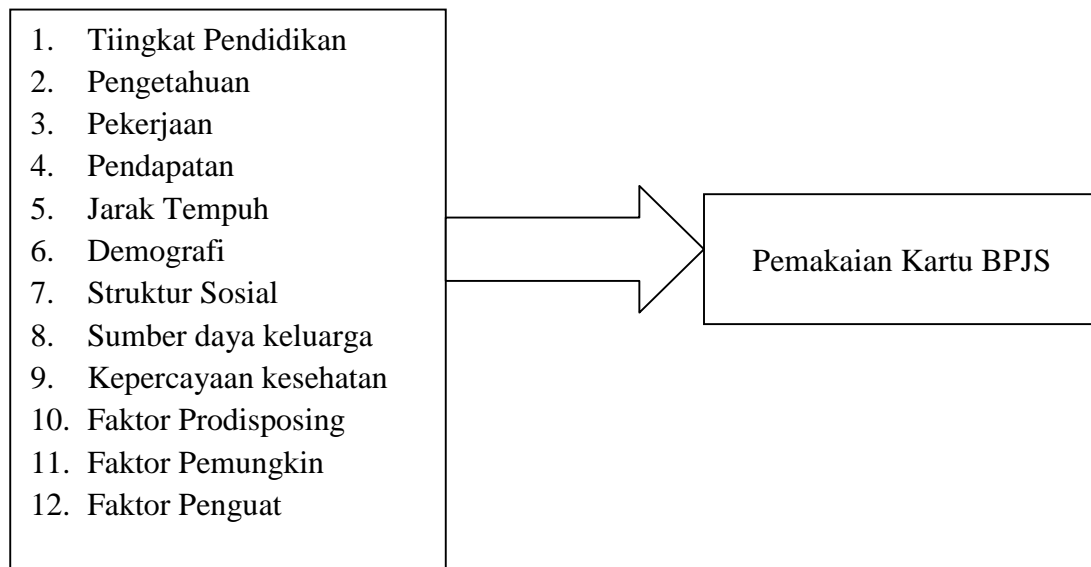 1. Tiingkat Pendidikan
2. Pengetahuan
3. Pekerjaan
4. Pendapatan
5. Jarak Tempuh
6. Demografi
7. Struktur Sosial
8. Sumber daya keluarga
9. Kepercayaan kesehatan
10. Faktor Prodisposing
11. Faktor Pemungkin
12. Faktor Penguat
Pemakaian Kartu BPJS